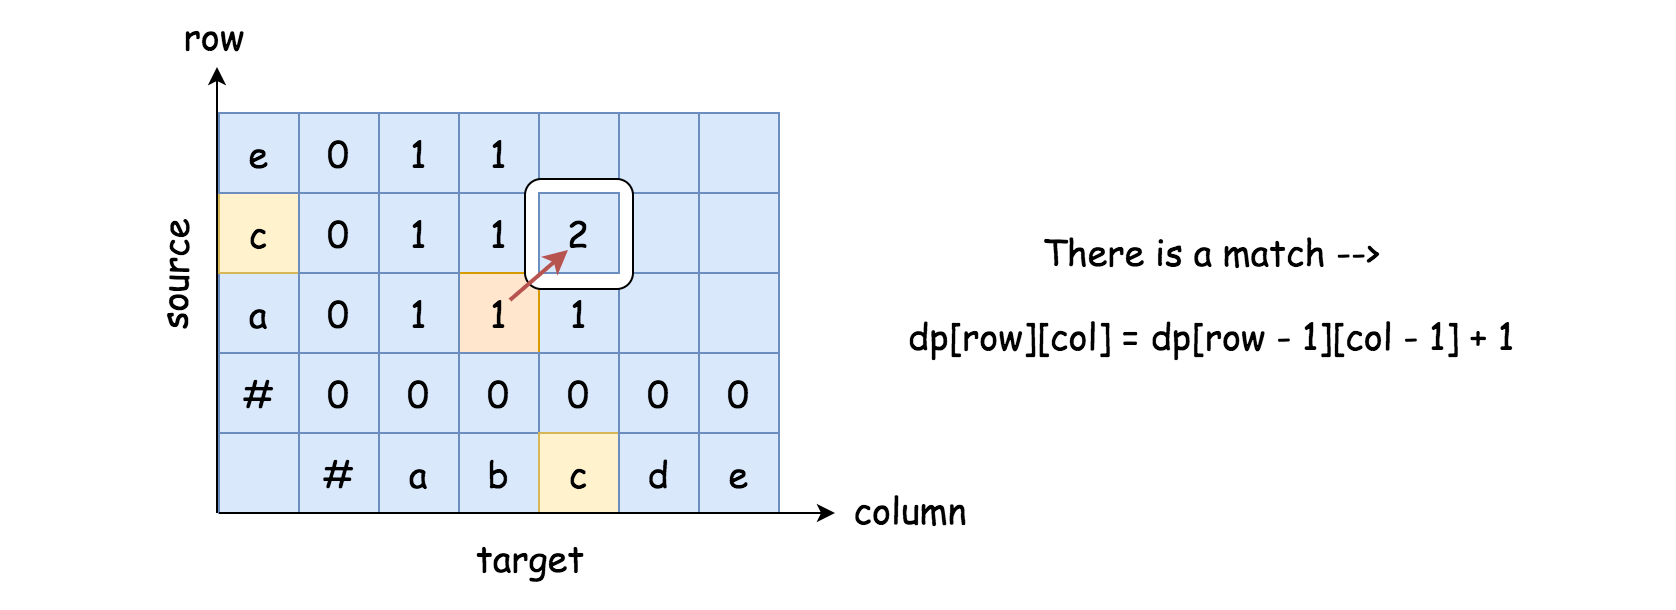 row
e 0 1 1
c 0 1 1 2
a 0 1 1 1
# 0 0 0 0 0 0
# a b c d e
source
column
target
There is a match -->
dp[row][col] = dp[row - 1][col - 1] + 1